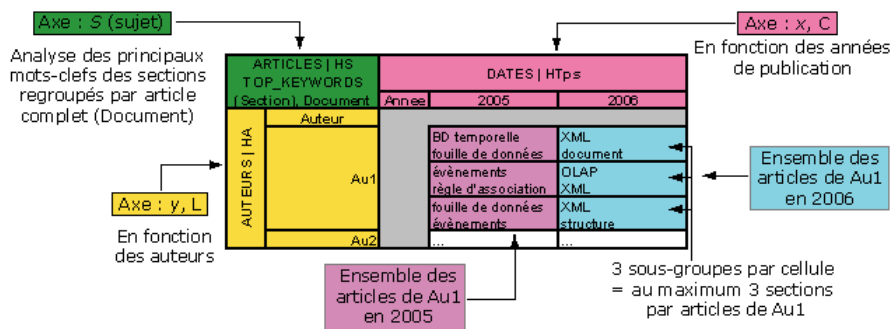 Axe : S (sujet)
Analyse des principaux
mots-clefs des sections
regroupés par article
complet (Document)
Axe : x, C
En fonction des années
de publication
ARTICLES | HS
TOP_KEYWORDS
(Section), Document
DATES | HTps
Annee
2005
2006
AUTEURS | HA
Auteur
Au1
BD temporelle
fouille de données
XML
document
évènements
règle d'association
OLAP
XML
fouille de données
évènements
XML
structure
Au2
...
...
Axe : y, L
En fonction
des auteurs
Ensemble des
articles de Au1
en 2006
Ensemble des
articles de Au1
en 2005
3 sous-groupes par cellule
= au maximum 3 sections
par articles de Au1